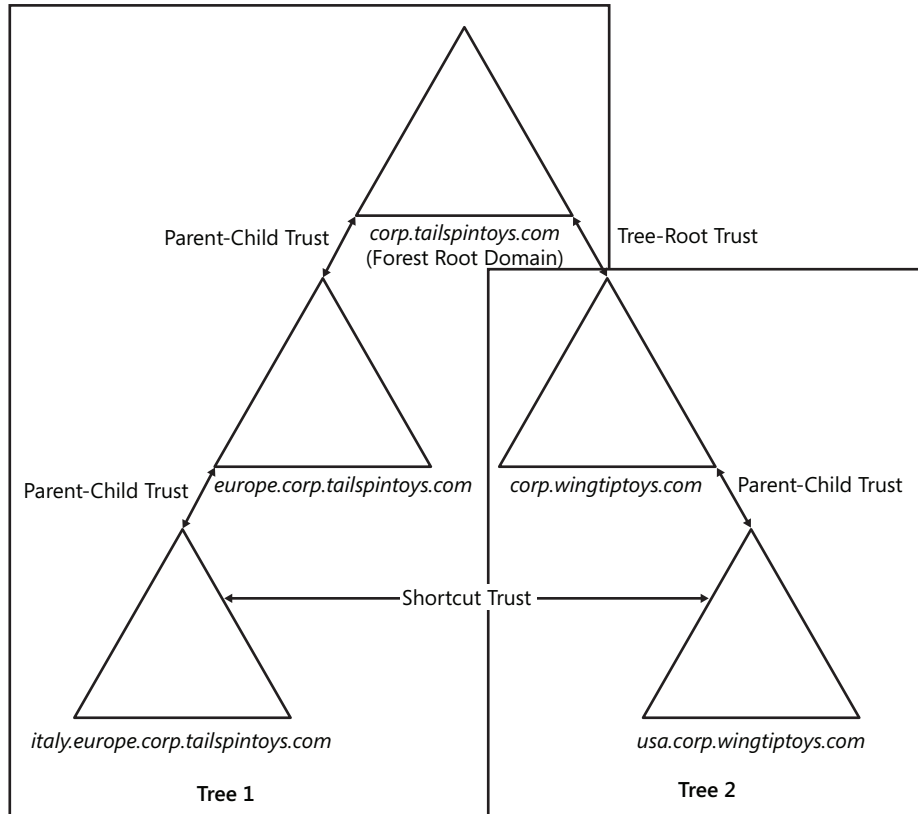 Parent-Child Trust
corp.tailspintoys.com
(Forest Root Domain)
Tree-Root Trust
Parent-Child Trust
europe.corp.tailspintoys.com
corp.wingtiptoys.com
Parent-Child Trust
Shortcut Trust
italy.europe.corp.tailspintoys.com
usa.corp.wingtiptoys.com
Tree 1
Tree 2